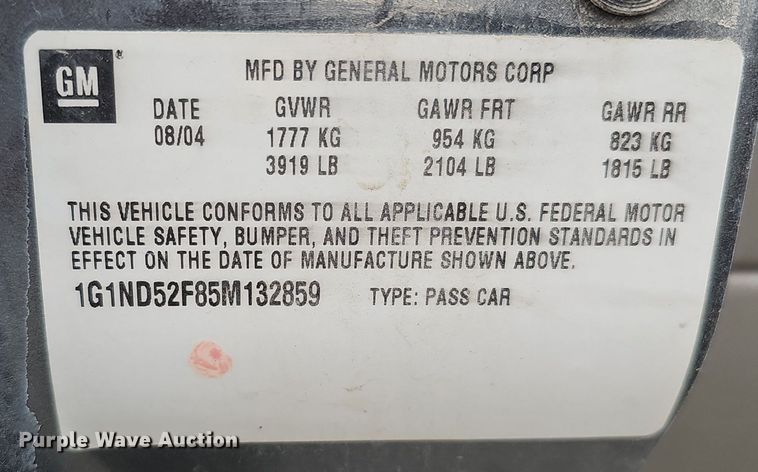 GM ®
MFD BY GENERAL MOTORS CORP
DATE GVWR GAWR FRT GAWR RR
08/04 1777 KG 954 KG 823 KG
3919 LB 2104 LB 1815 LB
THIS VEHICLE CONFORMS TO ALL APPLICABLE U.S. FEDERAL MOTOR
VEHICLE SAFETY, BUMPER, AND THEFT PREVENTION STANDARDS IN
EFFECT ON THE DATE OF MANUFACTURE SHOWN ABOVE.
1G1ND52F85M132859 TYPE: PASS CAR
Purple Wave Auction